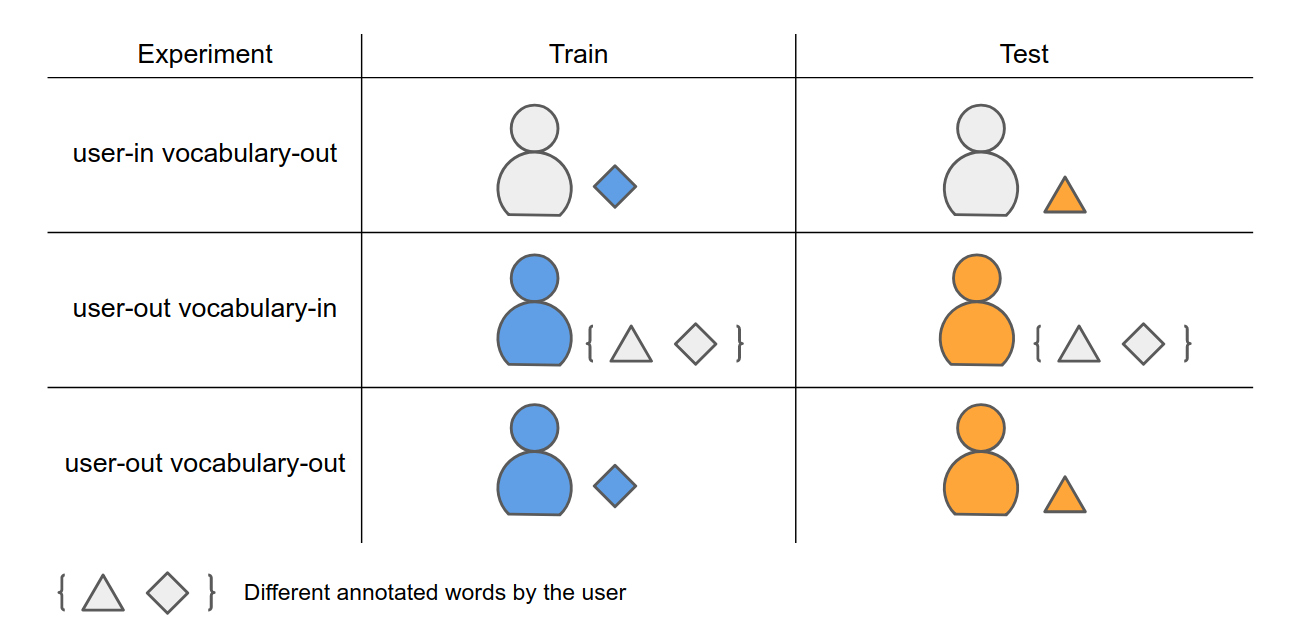 Experiment Train Test
user-in vocabulary-out
user-out vocabulary-in
{ }
{ }
user-out vocabulary-out
{ } Different annotated words by the user